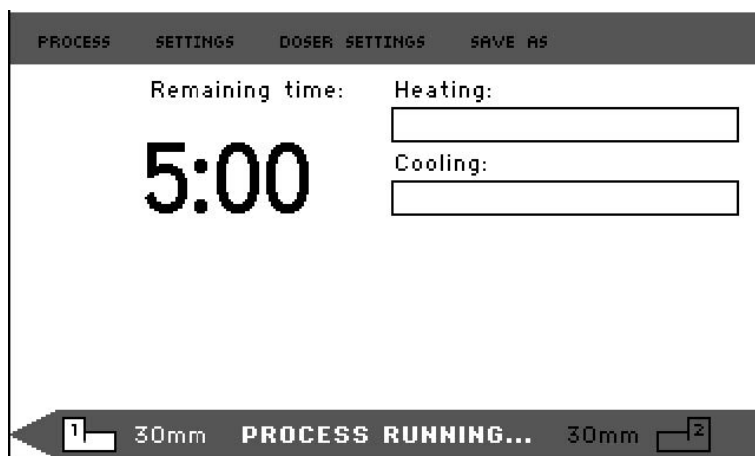 PROCESS SETTINGS DOSER SETTINGS SAVE AS
Remaining time: Heating:
5:00
Cooling:
1 30mm PROCESS RUNNING... 30mm 2